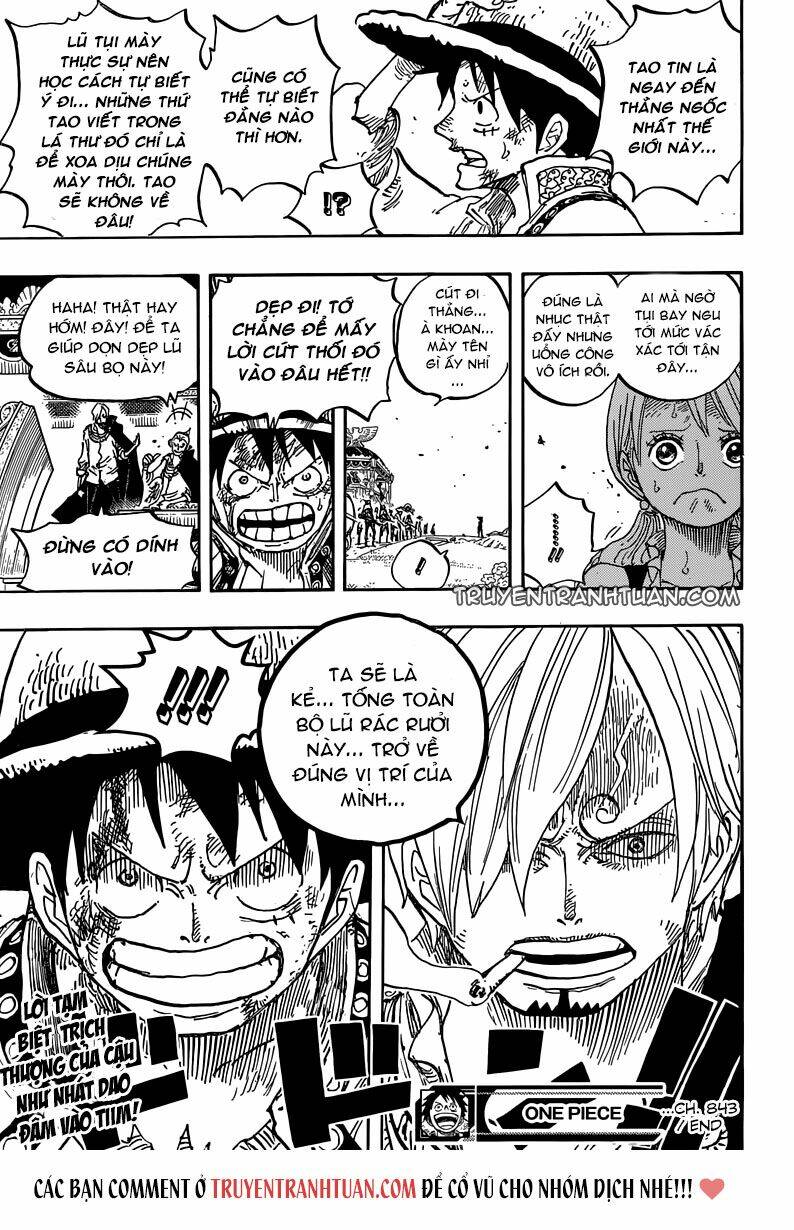 TAO TIN LÀ
NGAY ĐẾN
THẰNG NGỐC
NHẤT THẾ
GIỚI NÀY...
CŨNG CÓ
THỂ TỰ BIẾT
ĐẰNG NÀO
THÌ HƠN.
!?
LŨ TỤI MÀY
THỰC SỰ NÊN
HỌC CÁCH TỰ BIẾT
Ý ĐI... NHỮNG THỨ
TAO VIẾT TRONG
LÁ THƯ ĐÓ CHỈ LÀ
ĐỂ XOA DỊU CHÚNG
MÀY THÔI. TAO
SẼ KHÔNG VỀ
ĐÂU!
AI MÀ NGỜ
TỤI BAY NGU
TỚI MỨC VÁC
XÁC TỚI TẬN
ĐÂY...
ĐÚNG LÀ
NHỤC THẬT
ĐẤY NHƯNG
UỔNG CÔNG
VÔ ÍCH RỒI.
...!!
CÚT ĐI
THẰNG...
À KHOAN...
MÀY TÊN
GÌ ẤY NHỈ
...
!!
DẸP ĐI! TỚ
CHẲNG ĐỂ MẤY
LỜI CỨT THỐI ĐÓ
VÀO ĐÂU HẾT!!
HAHA! THẬT HAY
HỚM! ĐÂY! ĐỂ TA
GIÚP DỌN DẸP LŨ
SÂU BỌ NÀY!
ĐỪNG CÓ DÍNH
VÀO!
TRUYENTRANHTUAN.COM
TA SẼ LÀ
KẺ... TỐNG TOÀN
BỘ LŨ RÁC RƯỞI
NÀY... TRỞ VỀ
ĐÚNG VỊ TRÍ CỦA
MÌNH...
!!!
LỜI TẠM
BIỆT TRỊCH
THƯỢNG CỦA CẬU
NHƯ NHÁT DAO
ĐÂM VÀO TIIM!
ドドン
ONE PIECE
...CH. 843
/ END
CÁC BẠN COMMENT Ở TRUYENTRANHTUAN.COM ĐỂ CỔ VŨ CHO NHÓM DỊCH NHÉ!!! ❤